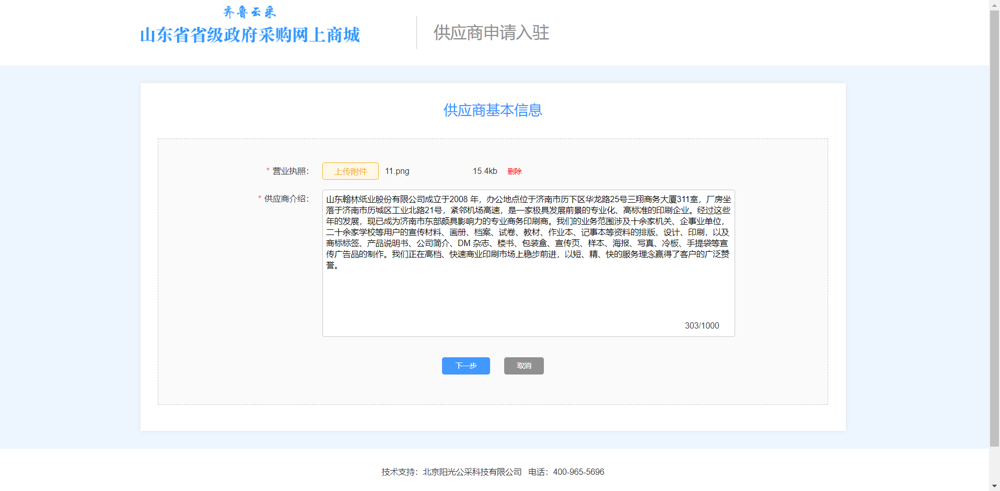 齐鲁云采
山东省省级政府采购网上商城
供应商申请入驻
供应商基本信息
* 营业执照： 上传附件 11.png 15.4kb 删除
* 供应商介绍：
山东翰林纸业股份有限公司成立于2008 年，办公地点位于济南市历下区华龙路25号三翔商务大厦311室，厂房坐
落于济南市历城区工业北路21号，紧邻机场高速，是一家极具发展前景的专业化、高标准的印刷企业。经过这些
年的发展，现已成为济南市东部颇具影响力的专业商务印刷商。我们的业务范围涉及十余家机关、企事业单位，
二十余家学校等用户的宣传材料、画册、档案、试卷、教材、作业本、记事本等资料的排版、设计、印刷，以及
商标标签、产品说明书、公司简介、DM 杂志、楼书、包装盒、宣传页、样本、海报、写真、冷板、手提袋等宣
传广告品的制作。我们正在高档、快速商业印刷市场上稳步前进，以短、精、快的服务理念赢得了客户的广泛赞
誉。
303/1000
下一步 取消
技术支持：北京阳光公采科技有限公司 电话：400-965-5696